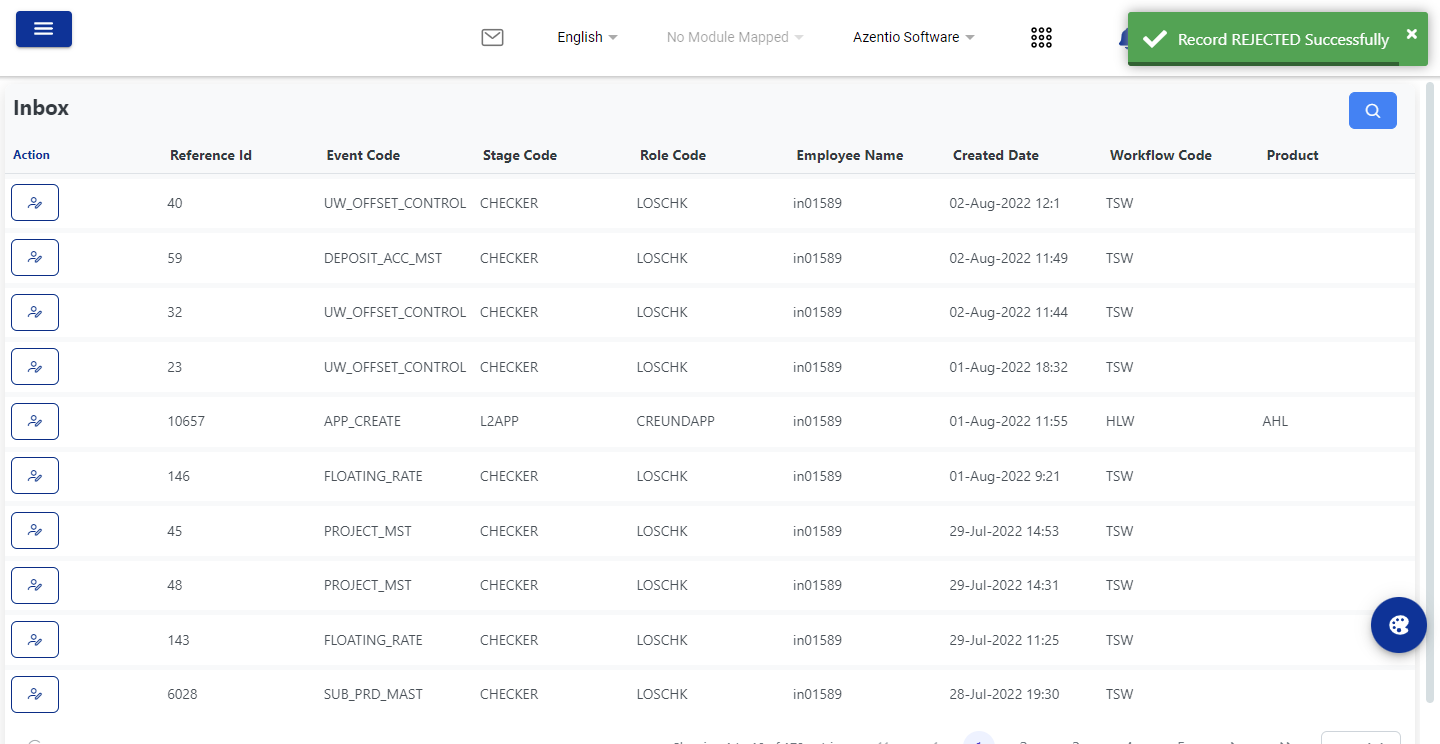 English
No Module Mapped
Azentio Software
Record REJECTED Successfully
Inbox
Action Reference Id Event Code Stage Code Role Code Employee Name Created Date Workflow Code Product
40 UW_OFFSET_CONTROL CHECKER LOSCHK in01589 02-Aug-2022 12:1 TSW
59 DEPOSIT_ACC_MST CHECKER LOSCHK in01589 02-Aug-2022 11:49 TSW
32 UW_OFFSET_CONTROL CHECKER LOSCHK in01589 02-Aug-2022 11:44 TSW
23 UW_OFFSET_CONTROL CHECKER LOSCHK in01589 01-Aug-2022 18:32 TSW
10657 APP_CREATE L2APP CREUNDAPP in01589 01-Aug-2022 11:55 HLW AHL
146 FLOATING_RATE CHECKER LOSCHK in01589 01-Aug-2022 9:21 TSW
45 PROJECT_MST CHECKER LOSCHK in01589 29-Jul-2022 14:53 TSW
48 PROJECT_MST CHECKER LOSCHK in01589 29-Jul-2022 14:31 TSW
143 FLOATING_RATE CHECKER LOSCHK in01589 29-Jul-2022 11:25 TSW
6028 SUB_PRD_MAST CHECKER LOSCHK in01589 28-Jul-2022 19:30 TSW